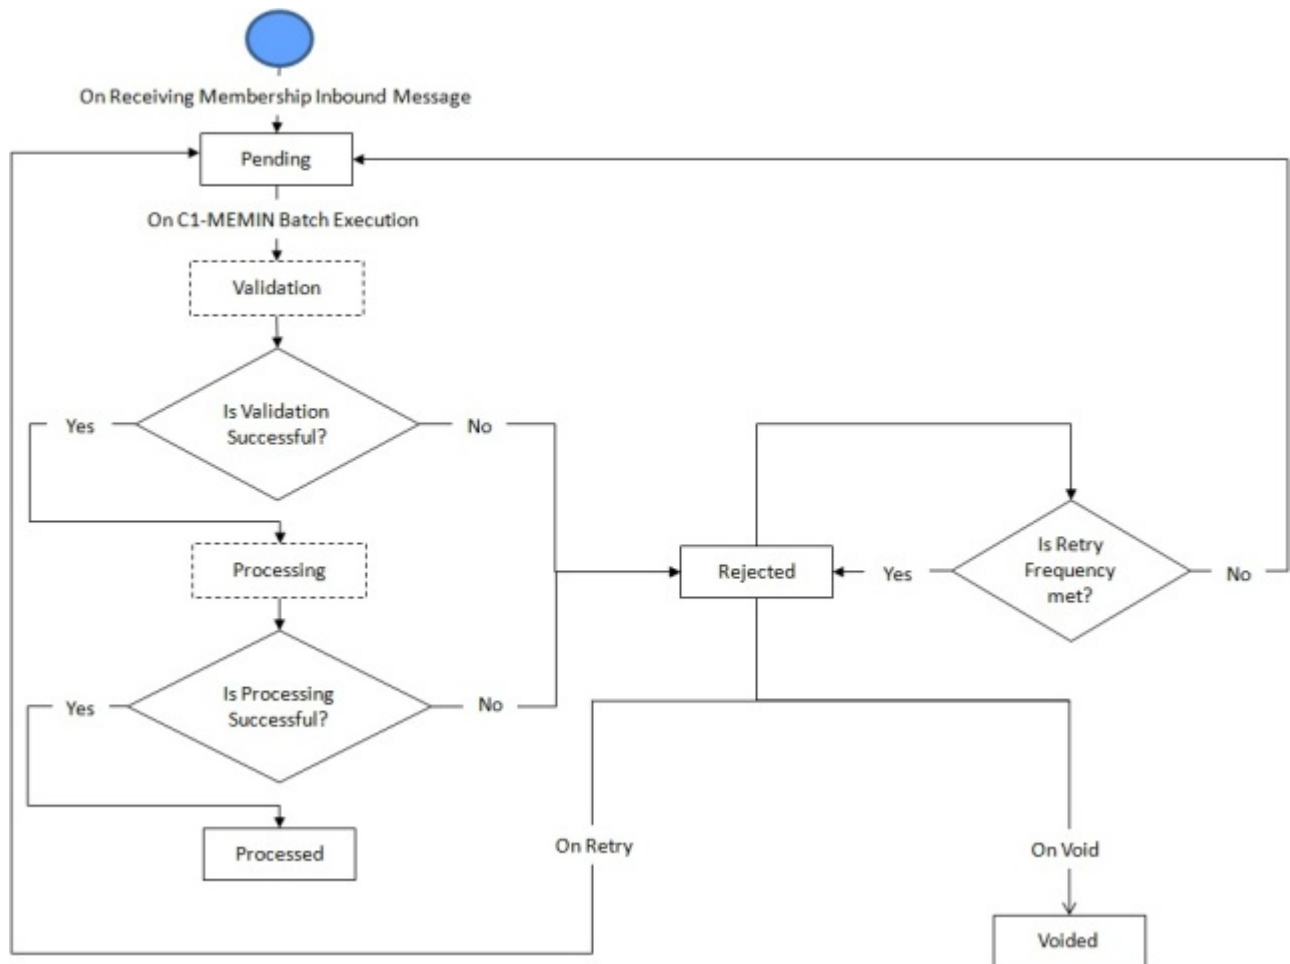 On Receiving Membership Inbound Message
Pending
On C1-MEMIN Batch Execution
Validation
Is Validation
Successful?
Yes
No
Processing
Is Processing
Successful?
Yes
No
Processed
Rejected
Is Retry
Frequency
met?
Yes
No
On Retry
On Void
Voided